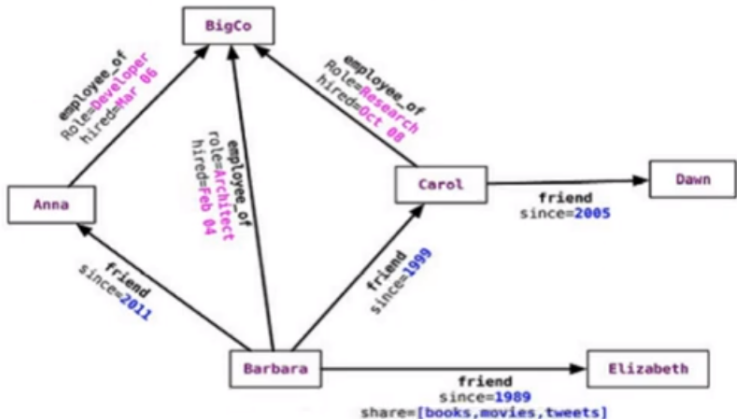 BigCo
employee_of
Role=Developer
hired=Mar 06
employee_of
role=Architect
hired=Feb 04
employee_of
Role=Research
hired=Oct 08
Anna
Carol
Dawn
friend
since=2005
friend
since=2011
friend
since=1999
Barbara
Elizabeth
friend
since=1989
share=[books,movies,tweets]